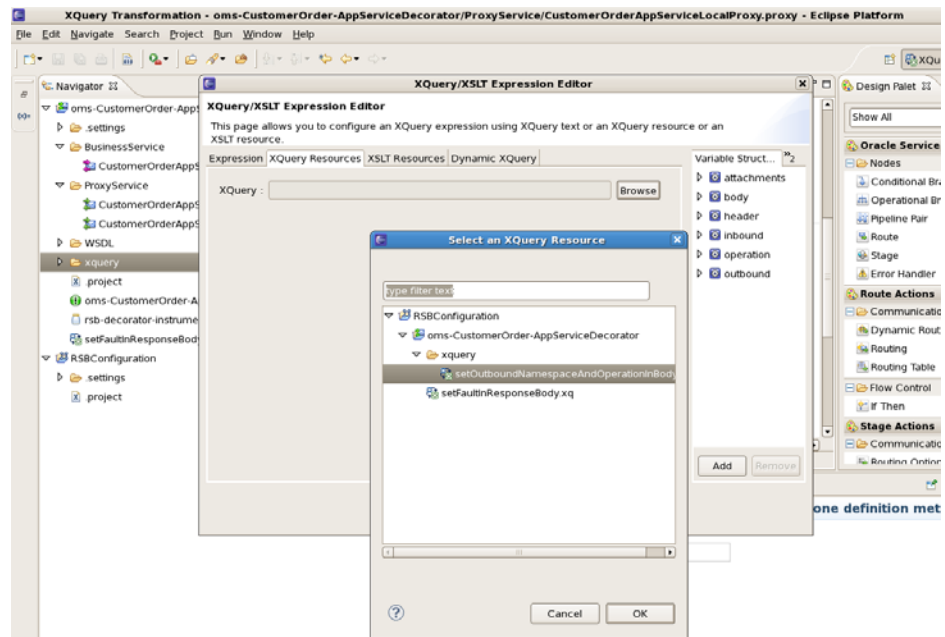 XQuery Transformation - oms-CustomerOrder-AppServiceDecorator/ProxyService/CustomerOrderAppServiceLocalProxy.proxy - Eclipse Platform
File Edit Navigate Search Project Run Window Help
XQu
Navigator
oms-CustomerOrder-AppS
.settings
BusinessService
CustomerOrderAppS
ProxyService
CustomerOrderAppS
CustomerOrderAppS
WSDL
xquery
.project
oms-CustomerOrder-A
rsb-decorator-instrume
setFaultInResponseBod
RSBConfiguration
.settings
.project
XQuery/XSLT Expression Editor
XQuery/XSLT Expression Editor
This page allows you to configure an XQuery expression using XQuery text or an XQuery resource or an
XSLT resource.
Expression XQuery Resources XSLT Resources Dynamic XQuery
XQuery : Browse
Variable Struct... »2
attachments
body
header
inbound
operation
outbound
Add Remove
Select an XQuery Resource
type filter text
RSBConfiguration
oms-CustomerOrder-AppServiceDecorator
xquery
setOutboundNamespaceAndOperationInBody
setFaultInResponseBody.xq
Cancel OK
Design Palet
Show All
Oracle Service
Nodes
Conditional Bra
Operational Br
Pipeline Pair
Route
Stage
Error Handler
Route Actions
Communicatio
Dynamic Rout
Routing
Routing Table
Flow Control
If Then
Stage Actions
Communicatio
Routing Option
one definition met